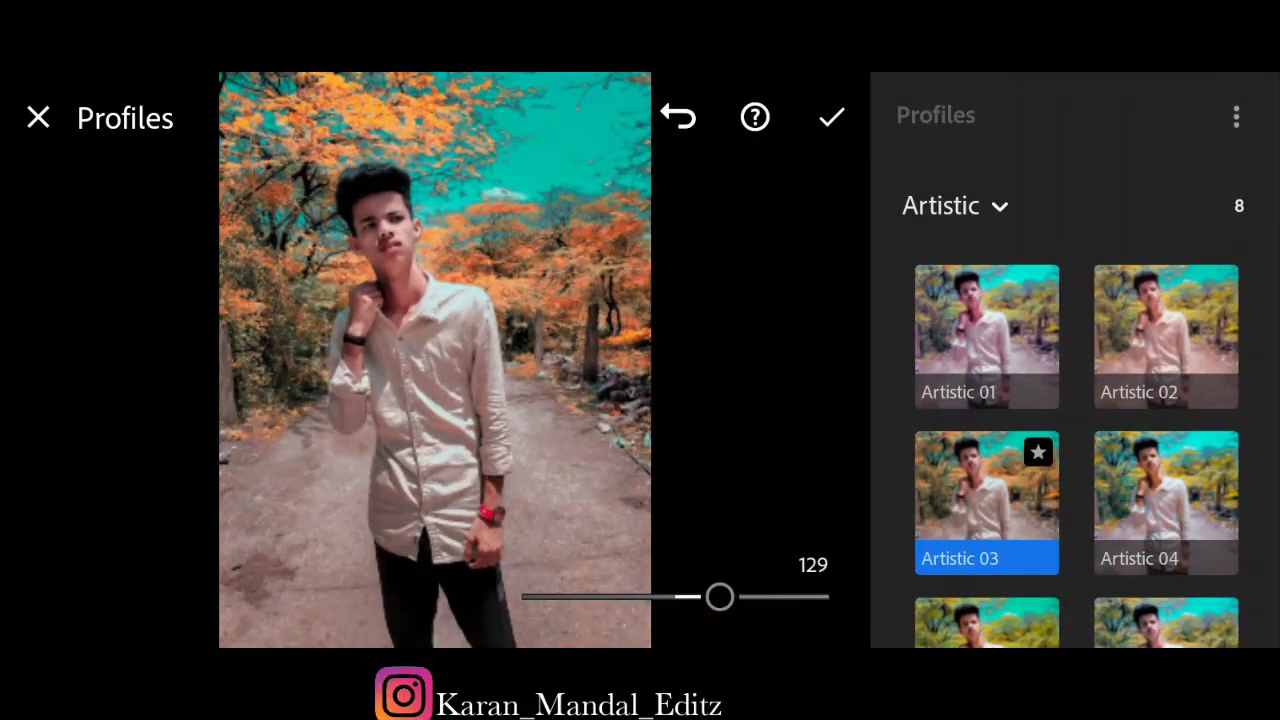 Profiles
Profiles
Artistic
8
Artistic 01
Artistic 02
Artistic 03
Artistic 04
129
Karan_Mandal_Editz